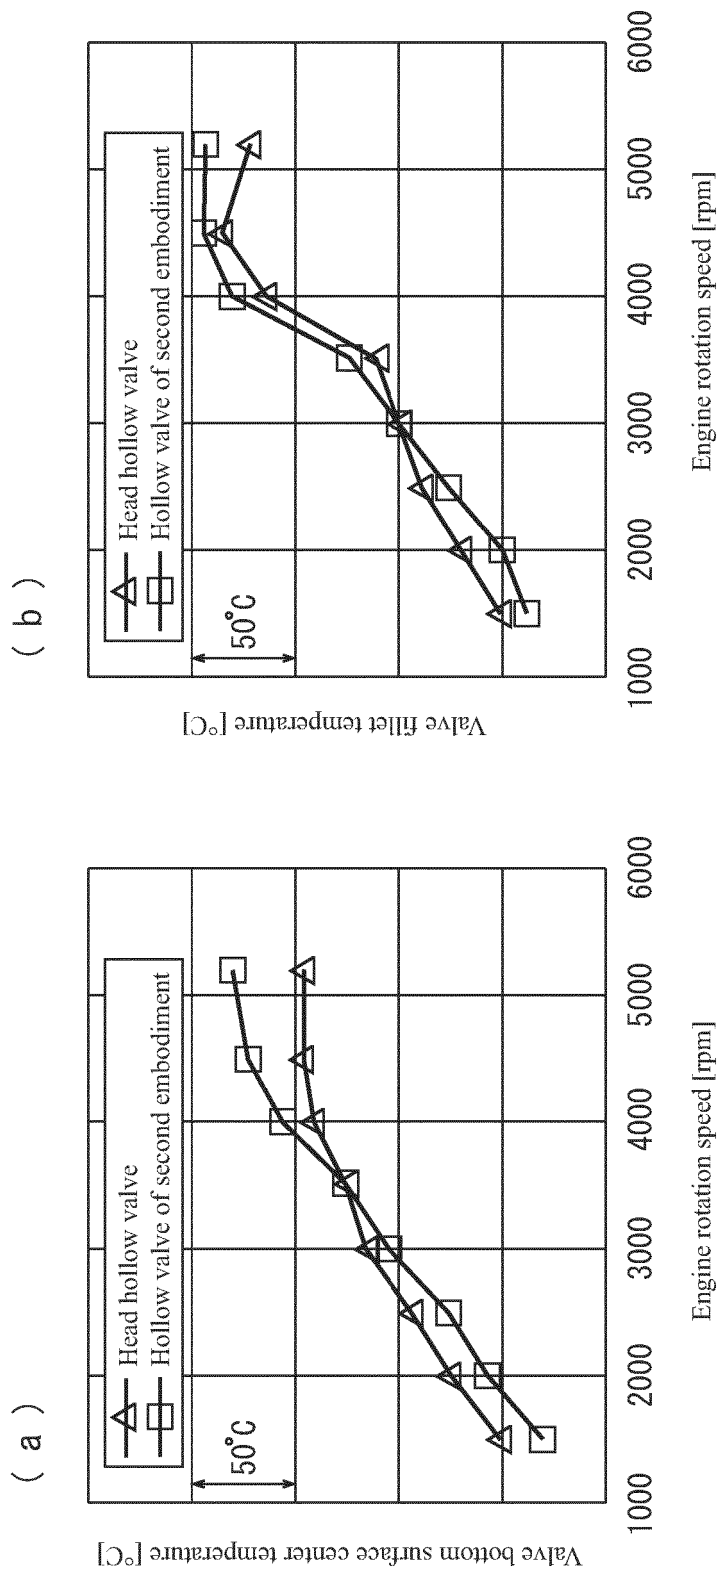 ( a )
Valve bottom surface center temperature [°C]
50°C
Head hollow valve
Hollow valve of second embodiment
1000 2000 3000 4000 5000 6000
Engine rotation speed [rpm]
( b )
Valve fillet temperature [°C]
50°C
Head hollow valve
Hollow valve of second embodiment
1000 2000 3000 4000 5000 6000
Engine rotation speed [rpm]